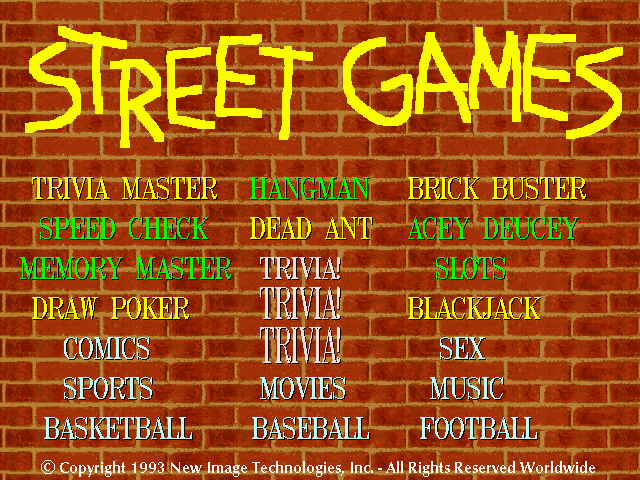 STREET GAMES
TRIVIA MASTER HANGMAN BRICK BUSTER
SPEED CHECK DEAD ANT ACEY DEUCEY
MEMORY MASTER TRIVIA! SLOTS
DRAW POKER TRIVIA! BLACKJACK
COMICS TRIVIA! SEX
SPORTS MOVIES MUSIC
BASKETBALL BASEBALL FOOTBALL
© Copyright 1993 New Image Technologies, Inc. - All Rights Reserved Worldwide